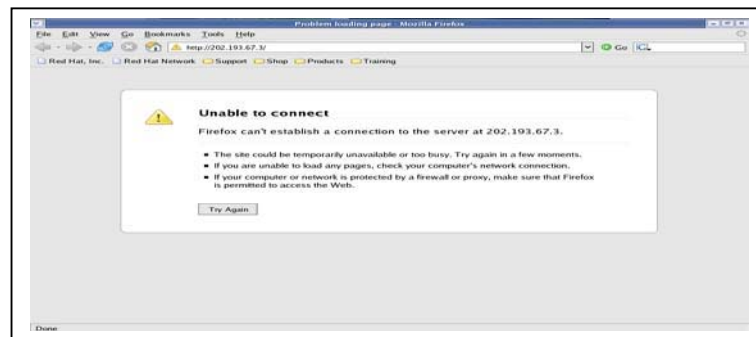 Problem loading page - Mozilla Firefox
File Edit View Go Bookmarks Tools Help
http://202.193.67.3/ Go
Red Hat, Inc. Red Hat Network Support Shop Products Training
Unable to connect
Firefox can't establish a connection to the server at 202.193.67.3.
The site could be temporarily unavailable or too busy. Try again in a few moments.
If you are unable to load any pages, check your computer's network connection.
If your computer or network is protected by a firewall or proxy, make sure that Firefox
is permitted to access the Web.
Try Again
Done